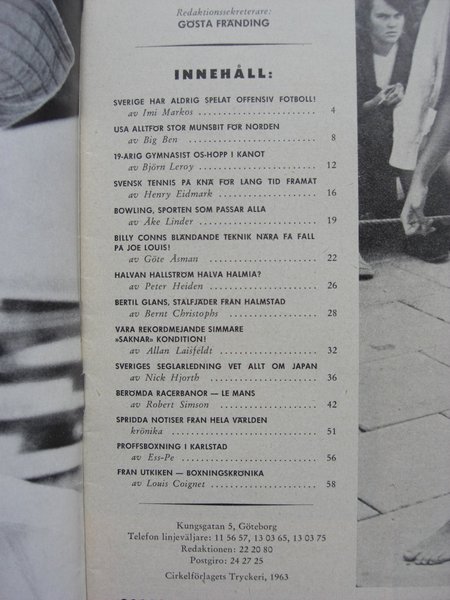 Redaktionssekreterare:
GÖSTA FRÄNDING
INNEHÅLL:
SVERIGE HAR ALDRIG SPELAT OFFENSIV FOTBOLL!
av Imi Markos . . . . . . . . . . . . . . . . . . . . . . . 4
USA ALLTFÖR STOR MUNSBIT FÖR NORDEN
av Big Ben . . . . . . . . . . . . . . . . . . . . . . . . . 8
19-ÅRIG GYMNASIST OS-HOPP I KANOT
av Björn Leroy . . . . . . . . . . . . . . . . . . . . . . 12
SVENSK TENNIS PÅ KNÄ FÖR LÅNG TID FRAMÅT
av Henry Eidmark . . . . . . . . . . . . . . . . . . . . 16
BOWLING, SPORTEN SOM PASSAR ALLA
av Åke Linder . . . . . . . . . . . . . . . . . . . . . . . 19
BILLY CONNS BLÄNDANDE TEKNIK NÄRA FÅ FALL
PÅ JOE LOUIS!
av Göte Åsman . . . . . . . . . . . . . . . . . . . . . . 22
HALVAN HALLSTRÖM HALVA HALMIA?
av Peter Heiden . . . . . . . . . . . . . . . . . . . . . 26
BERTIL GLANS, STÅLFJÄDER FRÅN HALMSTAD
av Bernt Christophs . . . . . . . . . . . . . . . . . . 28
VÅRA REKORDMEJANDE SIMMARE
»SAKNAR» KONDITION!
av Allan Laisfeldt . . . . . . . . . . . . . . . . . . . . 32
SVERIGES SEGLARLEDNING VET ALLT OM JAPAN
av Nick Hjorth . . . . . . . . . . . . . . . . . . . . . . 36
BERÖMDA RACERBANOR — LE MANS
av Robert Simson . . . . . . . . . . . . . . . . . . . . 42
SPRIDDA NOTISER FRÅN HELA VÄRLDEN
krönika . . . . . . . . . . . . . . . . . . . . . . . . . . . 51
PROFFSBOXNING I KARLSTAD
av Ess-Pe . . . . . . . . . . . . . . . . . . . . . . . . . . 56
FRÅN UTKIKEN — BOXNINGSKRÖNIKA
av Louis Coignet . . . . . . . . . . . . . . . . . . . . 58
Kungsgatan 5, Göteborg
Telefon linjeväljare: 11 56 57, 13 03 65, 13 03 75
Redaktionen: 22 20 80
Postgiro: 24 27 25
Cirkelförlagets Tryckeri, 1963